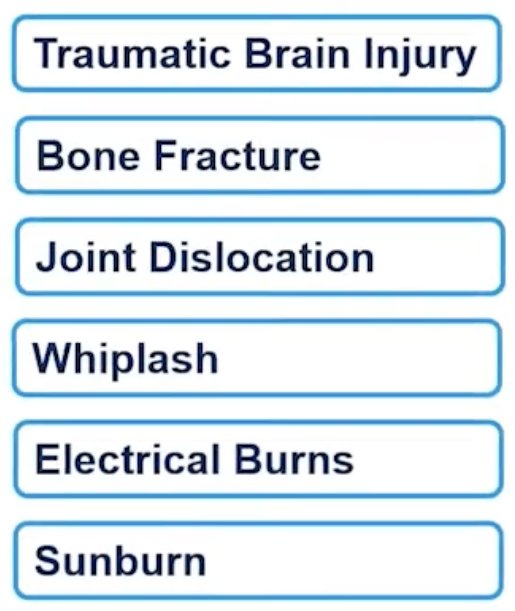 Traumatic Brain Injury
Bone Fracture
Joint Dislocation
Whiplash
Electrical Burns
Sunburn